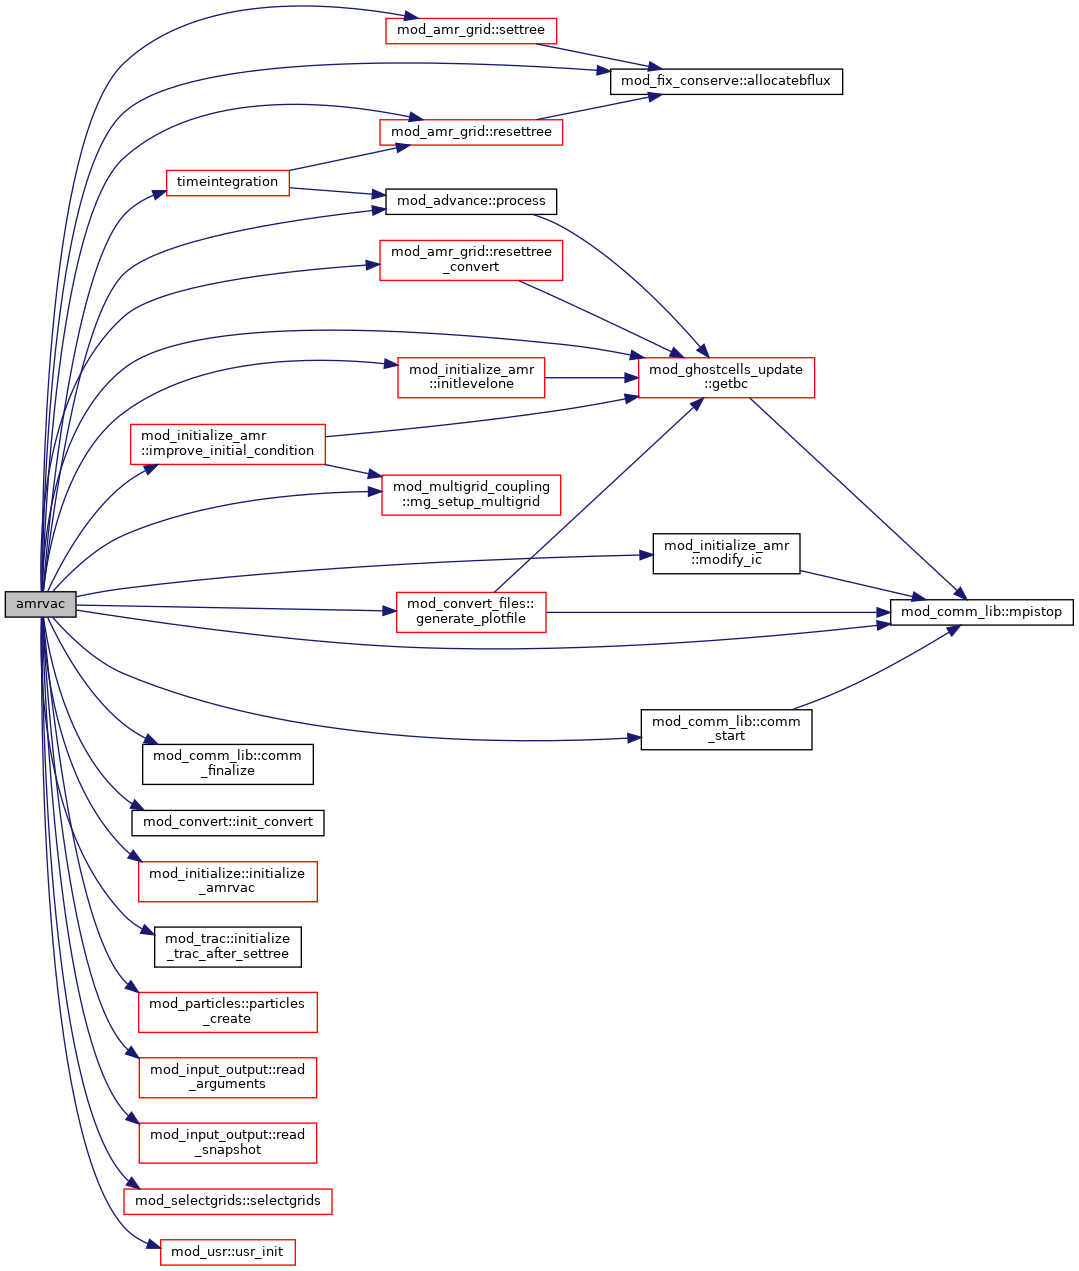 mod_amr_grid::settree
mod_fix_conserve::allocatebflux
mod_amr_grid::resettree
timeintegration
mod_advance::process
mod_amr_grid::resettree
_convert
mod_initialize_amr
::initlevelone
mod_ghostcells_update
::getbc
mod_initialize_amr
::improve_initial_condition
mod_multigrid_coupling
::mg_setup_multigrid
mod_initialize_amr
::modify_ic
amrvac
mod_convert_files::
generate_plotfile
mod_comm_lib::mpistop
mod_comm_lib::comm
_start
mod_comm_lib::comm
_finalize
mod_convert::init_convert
mod_initialize::initialize
_amrvac
mod_trac::initialize
_trac_after_settree
mod_particles::particles
_create
mod_input_output::read
_arguments
mod_input_output::read
_snapshot
mod_selectgrids::selectgrids
mod_usr::usr_init